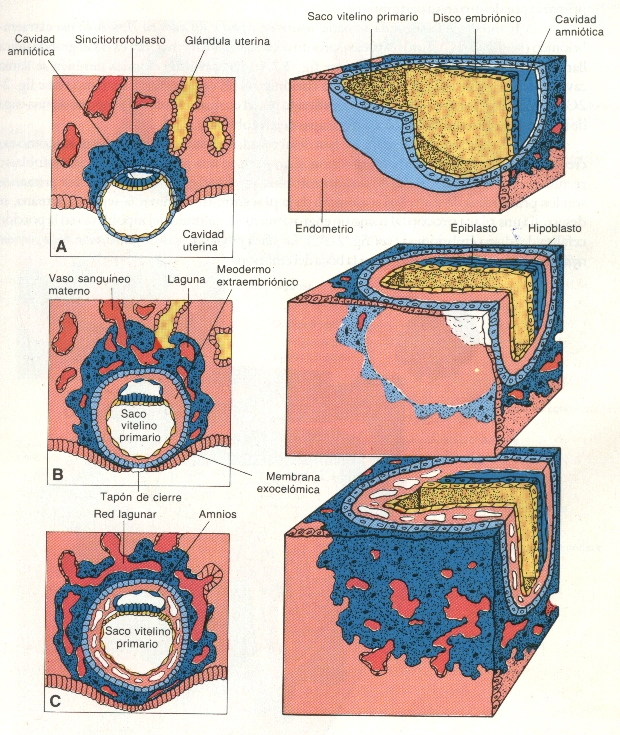 Cavidad
amniótica
Sincitiotrofoblasto
Glándula uterina
Saco vitelino primario
Disco embriónico
Cavidad
amniótica
Cavidad
uterina
A
Endometrio
Epiblasto
Hipoblasto
Vaso sanguíneo
materno
Laguna
Meodermo
extraembriónico
Saco
vitelino
primario
B
Membrana
exocelómica
Tapón de cierre
Red lagunar
Amnios
Saco vitelino
primario
C